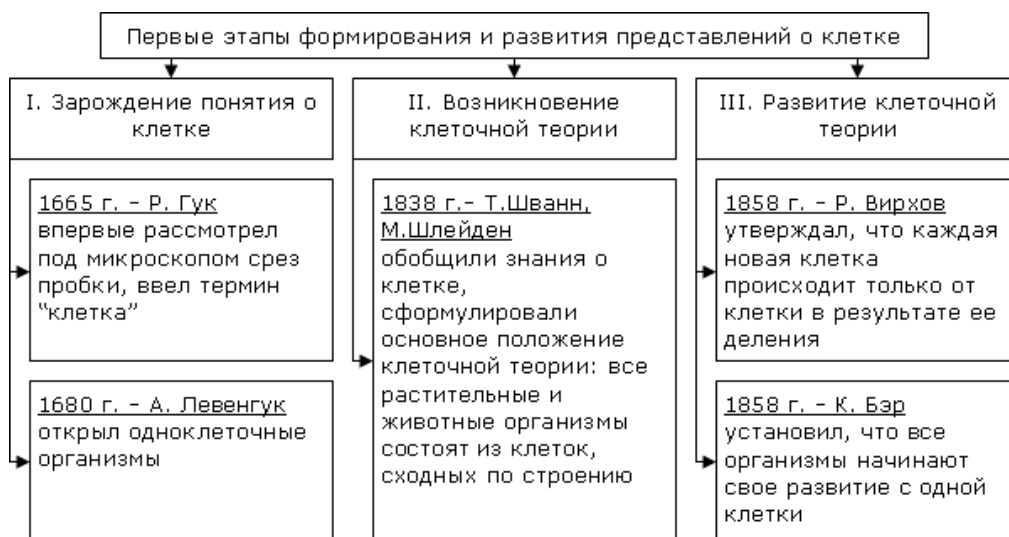 Первые этапы формирования и развития представлений о клетке
I. Зарождение понятия о
клетке
1665 г. – Р. Гук
впервые рассмотрел
под микроскопом срез
пробки, ввел термин
“клетка”
1680 г. – А. Левенгук
открыл одноклеточные
организмы
II. Возникновение
клеточной теории
1838 г.– Т.Шванн,
М.Шлейден
обобщили знания о
клетке,
сформулировали
основное положение
клеточной теории: все
растительные и
животные организмы
состоят из клеток,
сходных по строению
III. Развитие клеточной
теории
1858 г. – Р. Вирхов
утверждал, что каждая
новая клетка
происходит только от
клетки в результате ее
деления
1858 г. – К. Бэр
установил, что все
организмы начинают
свое развитие с одной
клетки